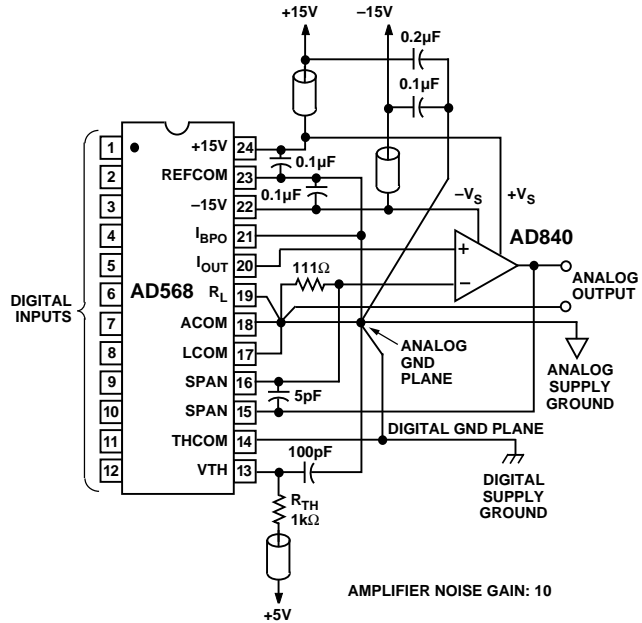 +15V
–15V
0.2μF
0.1μF
1
2
3
4
5
6
7
8
9
10
11
12
DIGITAL
INPUTS
AD568
+15V
REFCOM
–15V
IBPO
IOUT
RL
ACOM
LCOM
SPAN
SPAN
THCOM
VTH
24
23
22
21
20
19
18
17
16
15
14
13
0.1μF
0.1μF
111Ω
5pF
100pF
RTH
1kΩ
+5V
–VS
+VS
AD840
+
–
ANALOG
OUTPUT
ANALOG
GND
PLANE
ANALOG
SUPPLY
GROUND
DIGITAL GND PLANE
DIGITAL
SUPPLY
GROUND
AMPLIFIER NOISE GAIN: 10